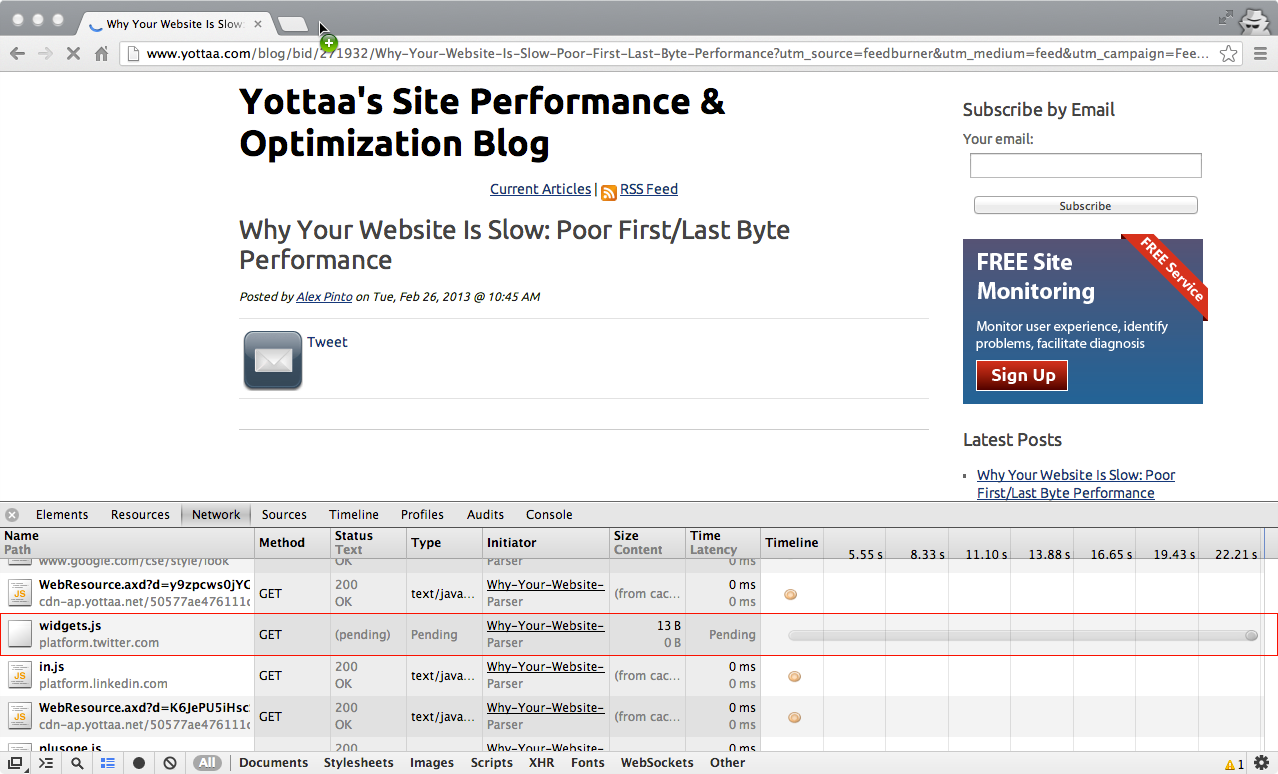 Why Your Website Is Slow:
www.yottaa.com/blog/bid/271932/Why-Your-Website-Is-Slow-Poor-First-Last-Byte-Performance?utm_source=feedburner&utm_medium=feed&utm_campaign=Fee...
Yottaa's Site Performance &
Optimization Blog
Current Articles | RSS Feed
Why Your Website Is Slow: Poor First/Last Byte
Performance
Posted by Alex Pinto on Tue, Feb 26, 2013 @ 10:45 AM
Tweet
Subscribe by Email
Your email:
Subscribe
FREE Site
Monitoring
FREE Service
Monitor user experience, identify
problems, facilitate diagnosis
Sign Up
Latest Posts
Why Your Website Is Slow: Poor
First/Last Byte Performance
Elements Resources Network Sources Timeline Profiles Audits Console
Name Method Status Type Initiator Size Time Timeline
Path Text Content Latency
5.55 s 8.33 s 11.10 s 13.88 s 16.65 s 19.43 s 22.21 s
www.google.com/cse/style/look OK Parser 0 ms
WebResource.axd?d=y9zpcws0jYC GET 200 text/java... Why-Your-Website- (from cac... 0 ms
cdn-ap.yottaa.net/50577ae476111c OK Parser 0 ms
widgets.js GET (pending) Pending Why-Your-Website- 13 B Pending
platform.twitter.com Parser 0 B
in.js GET 200 text/java... Why-Your-Website- (from cac... 0 ms
platform.linkedin.com OK Parser 0 ms
WebResource.axd?d=K6JePU5iHsc GET 200 text/java... Why-Your-Website- (from cac... 0 ms
cdn-ap.yottaa.net/50577ae476111c OK Parser 0 ms
plusone.js 200 Why-Your-Website- 0 ms
All Documents Stylesheets Images Scripts XHR Fonts WebSockets Other 1